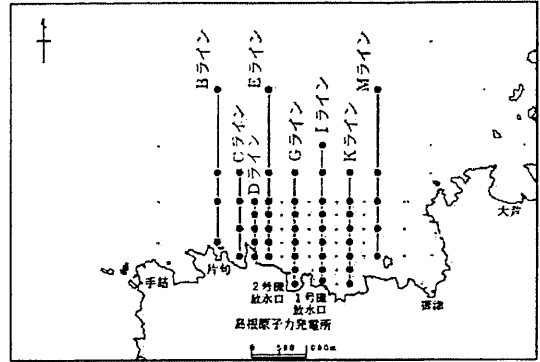 Bライン
Eライン
Mライン
Cライン
Dライン
Gライン
Iライン
Kライン
大芦
片句
手結
御津
2号機
放水口
1号機
放水口
島根原子力発電所
0 500 1000m